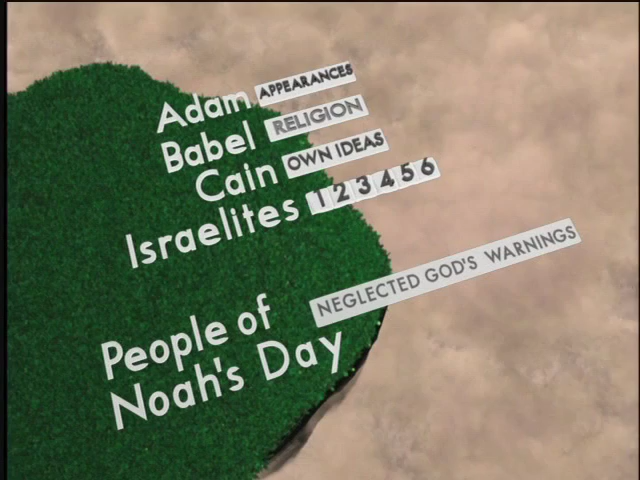 Adam APPEARANCES
Babel RELIGION
Cain OWN IDEAS
Israelites 1 2 3 4 5 6
NEGLECTED GOD'S WARNINGS
People of
Noah's Day